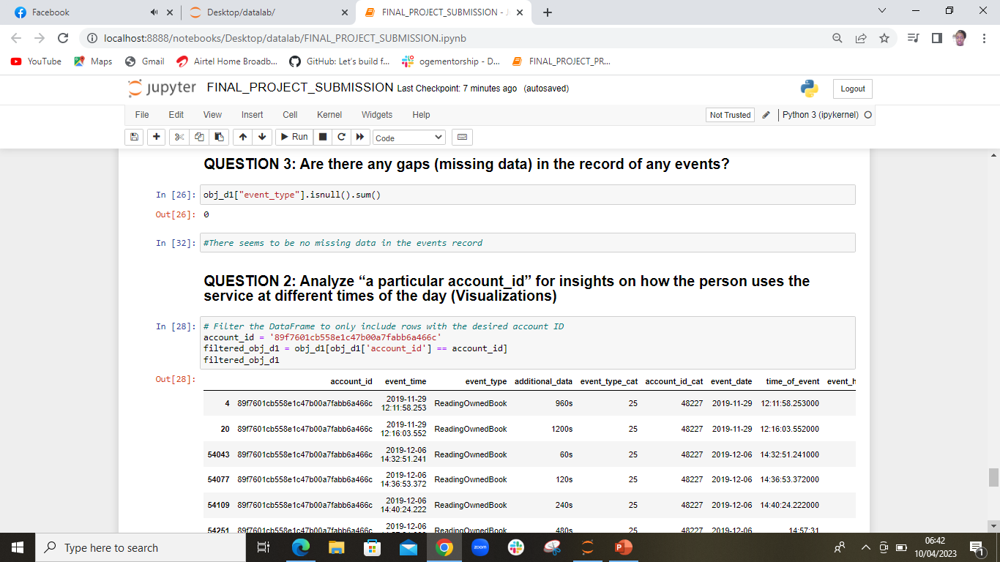 Facebook
Desktop/datalab/
FINAL_PROJECT_SUBMISSION - J
localhost:8888/notebooks/Desktop/datalab/FINAL_PROJECT_SUBMISSION.ipynb
YouTube
Maps
Gmail
Airtel Home Broadb...
GitHub: Let's build f...
ogementorship - D...
FINAL_PROJECT_PR...
jupyter FINAL_PROJECT_SUBMISSION Last Checkpoint: 7 minutes ago (autosaved)
Logout
File Edit View Insert Cell Kernel Widgets Help
Not Trusted
Python 3 (ipykernel)
Run
Code
QUESTION 3: Are there any gaps (missing data) in the record of any events?
In [26]: obj_d1["event_type"].isnull().sum()
Out[26]: 0
In [32]: #There seems to be no missing data in the events record
QUESTION 2: Analyze “a particular account_id” for insights on how the person uses the
service at different times of the day (Visualizations)
In [28]: # Filter the DataFrame to only include rows with the desired account ID
account_id = '89f7601cb558e1c47b00a7fabb6a466c'
filtered_obj_d1 = obj_d1[obj_d1['account_id'] == account_id]
filtered_obj_d1
Out[28]:
account_id event_time event_type additional_data event_type_cat account_id_cat event_date time_of_event event_h
4 89f7601cb558e1c47b00a7fabb6a466c 2019-11-29 12:11:58.253 ReadingOwnedBook 960s 25 48227 2019-11-29 12:11:58.253000
20 89f7601cb558e1c47b00a7fabb6a466c 2019-11-29 12:16:03.552 ReadingOwnedBook 1200s 25 48227 2019-11-29 12:16:03.552000
54043 89f7601cb558e1c47b00a7fabb6a466c 2019-12-06 14:32:51.241 ReadingOwnedBook 60s 25 48227 2019-12-06 14:32:51.241000
54077 89f7601cb558e1c47b00a7fabb6a466c 2019-12-06 14:36:53.372 ReadingOwnedBook 120s 25 48227 2019-12-06 14:36:53.372000
54109 89f7601cb558e1c47b00a7fabb6a466c 2019-12-06 14:40:24.222 ReadingOwnedBook 240s 25 48227 2019-12-06 14:40:24.222000
54251 89f7601cb558e1c47b00a7fabb6a466c 2019-12-06 ReadingOwnedBook 480s 25 48227 2019-12-06 14:57:31
Type here to search
zoom
06:42
10/04/2023
1